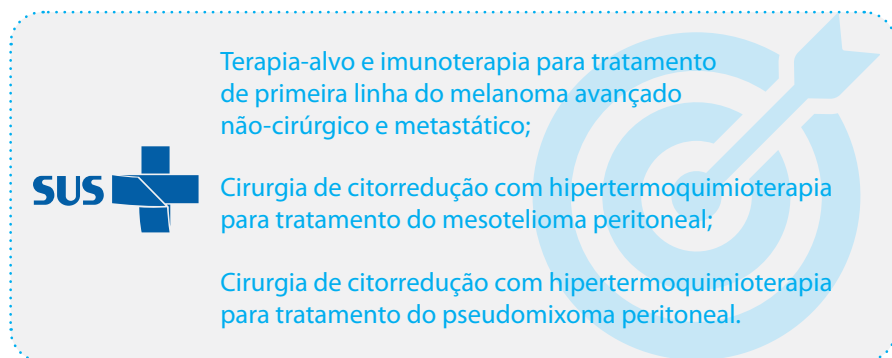 Terapia-alvo e imunoterapia para tratamento
de primeira linha do melanoma avançado
não-cirúrgico e metastático;
SUS
Cirurgia de citorredução com hipertermoquimioterapia
para tratamento do mesotelioma peritoneal;
Cirurgia de citorredução com hipertermoquimioterapia
para tratamento do pseudomixoma peritoneal.